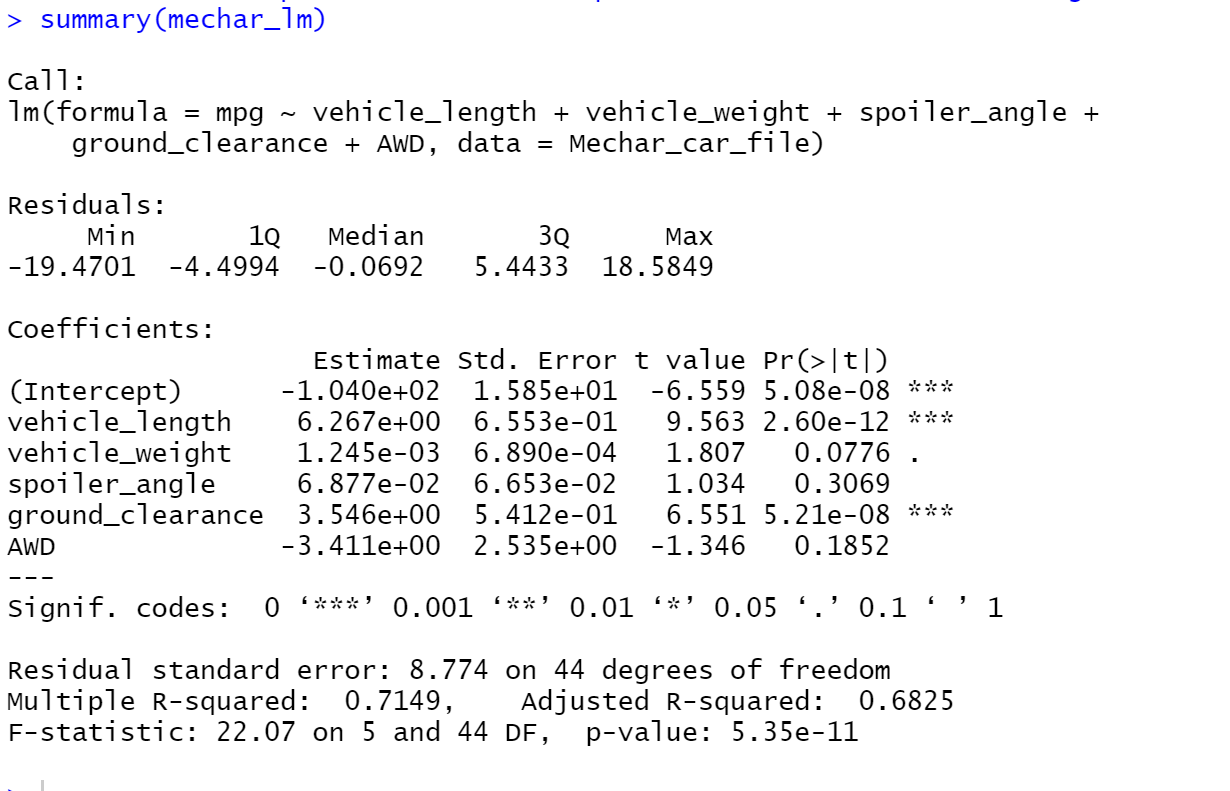 > summary(mechar_lm)
Call:
lm(formula = mpg ~ vehicle_length + vehicle_weight + spoiler_angle +
    ground_clearance + AWD, data = Mechar_car_file)
Residuals:
     Min       1Q   Median       3Q      Max
-19.4701  -4.4994  -0.0692   5.4433  18.5849
Coefficients:
                   Estimate Std. Error t value Pr(>|t|)
(Intercept)      -1.040e+02  1.585e+01  -6.559 5.08e-08 ***
vehicle_length    6.267e+00  6.553e-01   9.563 2.60e-12 ***
vehicle_weight    1.245e-03  6.890e-04   1.807   0.0776 .
spoiler_angle     6.877e-02  6.653e-02   1.034   0.3069
ground_clearance  3.546e+00  5.412e-01   6.551 5.21e-08 ***
AWD              -3.411e+00  2.535e+00  -1.346   0.1852
---
Signif. codes:  0 ‘***’ 0.001 ‘**’ 0.01 ‘*’ 0.05 ‘.’ 0.1 ‘ ’ 1
Residual standard error: 8.774 on 44 degrees of freedom
Multiple R-squared:  0.7149,    Adjusted R-squared:  0.6825
F-statistic: 22.07 on 5 and 44 DF,  p-value: 5.35e-11